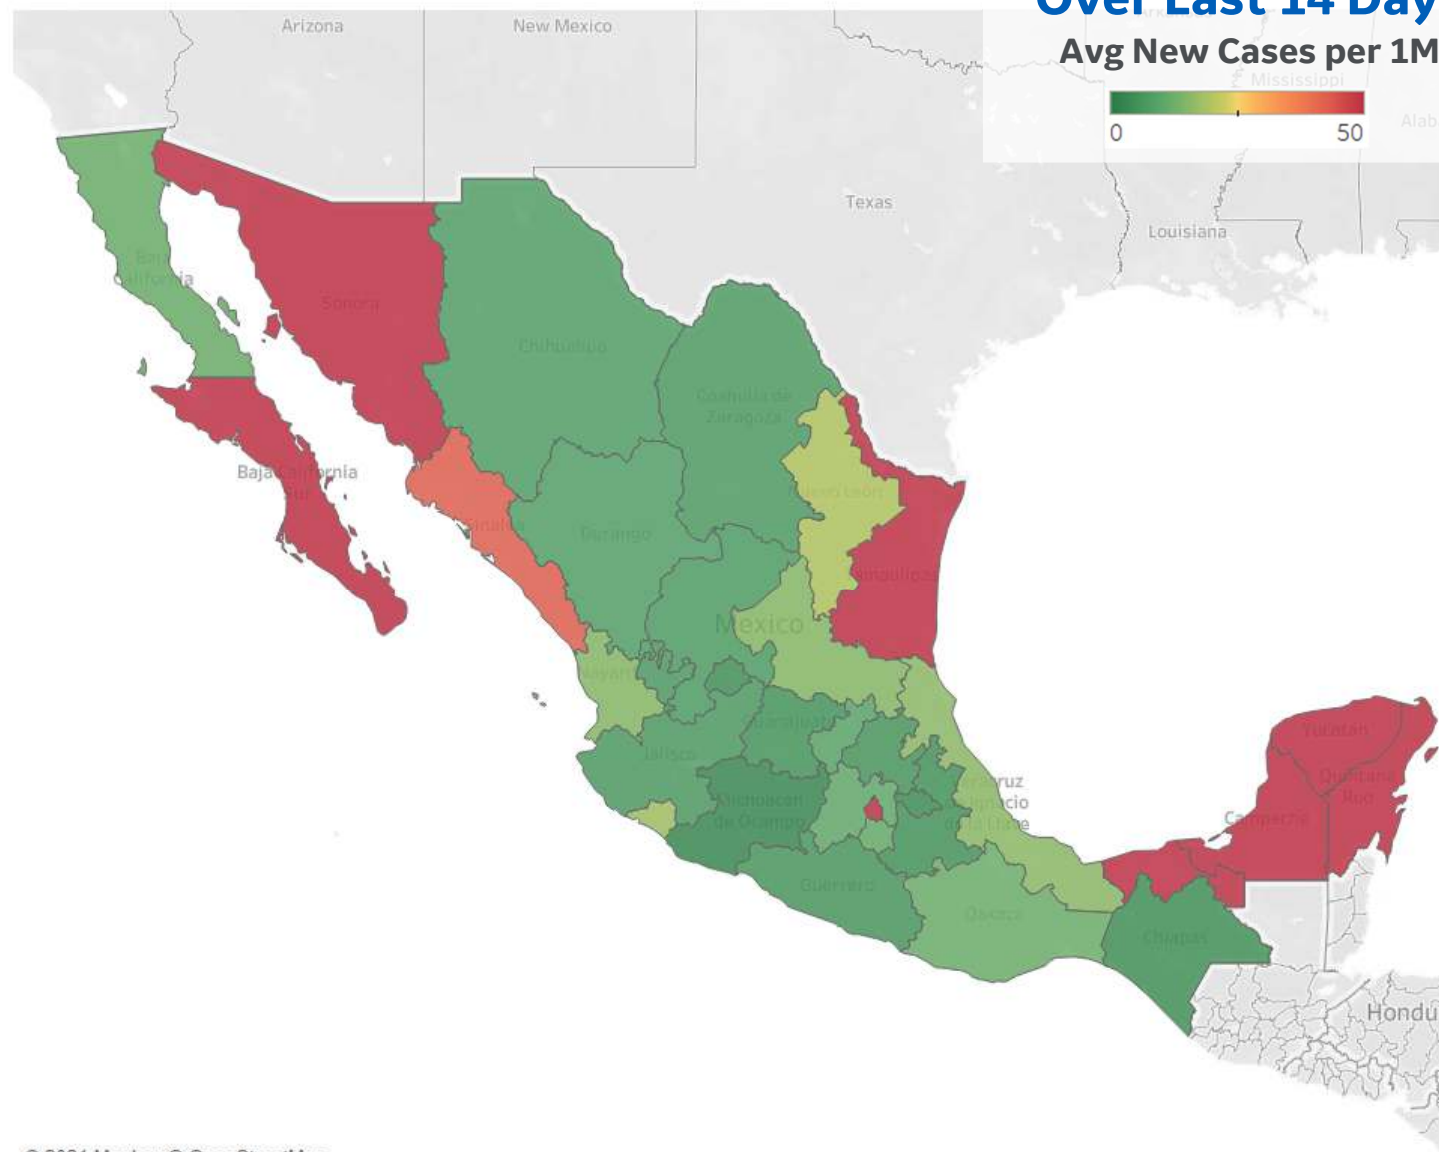 Over Last 14 Day
Avg New Cases per 1M
0
50
Arizona
New Mexico
Arkansas
Mississippi
Alab
Texas
Louisiana
Baja
California
Sonora
Chihuahua
Coahuila de
Zaragoza
Baja California
Sur
Nuevo León
Sinaloa
Durango
Tamaulipas
Mexico
Nayarit
Guanajuato
Jalisco
Yucatán
Quintana
Roo
Michoacán
de Ocampo
Veracruz
de Ignacio
de la Llave
Campeche
Guerrero
Oaxaca
Chiapas
Hondu